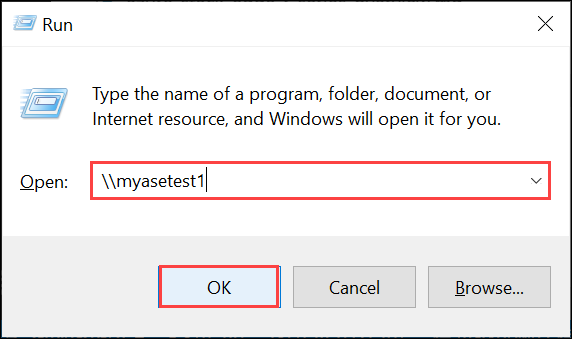 Run
Type the name of a program, folder, document, or
Internet resource, and Windows will open it for you.
Open: \\myasetest1
OK Cancel Browse...